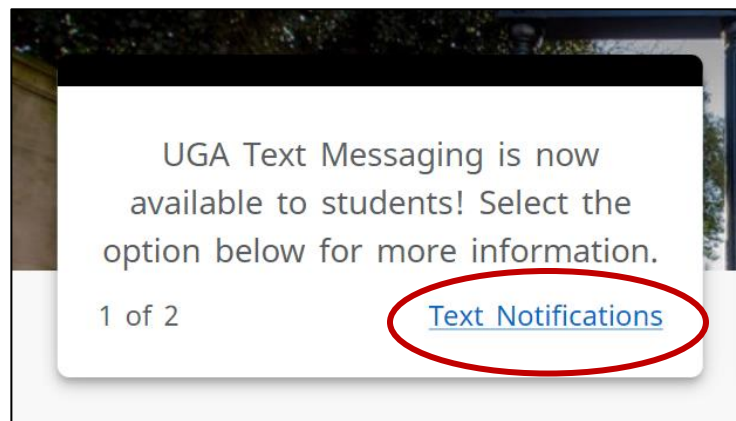 UGA Text Messaging is now
available to students! Select the
option below for more information.
1 of 2 Text Notifications